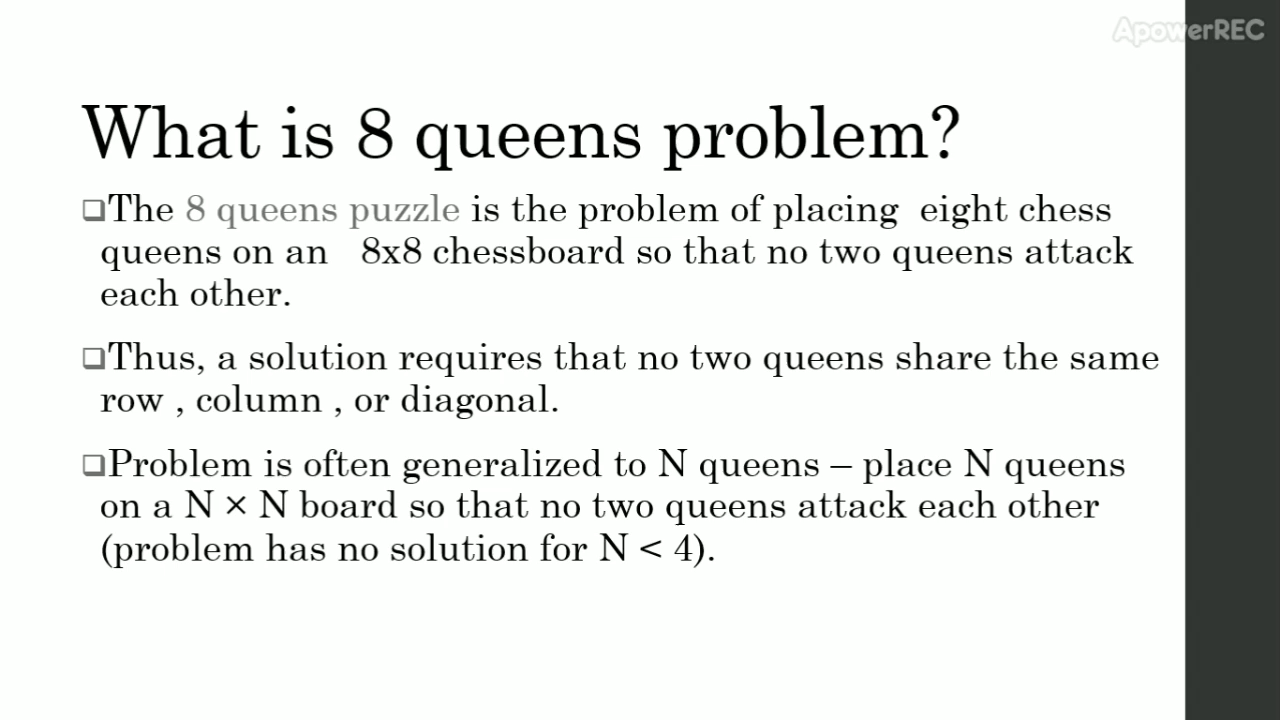 ApowerREC
What is 8 queens problem?
❑The 8 queens puzzle is the problem of placing  eight chess
queens on an   8x8 chessboard so that no two queens attack
each other.
❑Thus, a solution requires that no two queens share the same
row , column , or diagonal.
❑Problem is often generalized to N queens – place N queens
on a N × N board so that no two queens attack each other
(problem has no solution for N < 4).